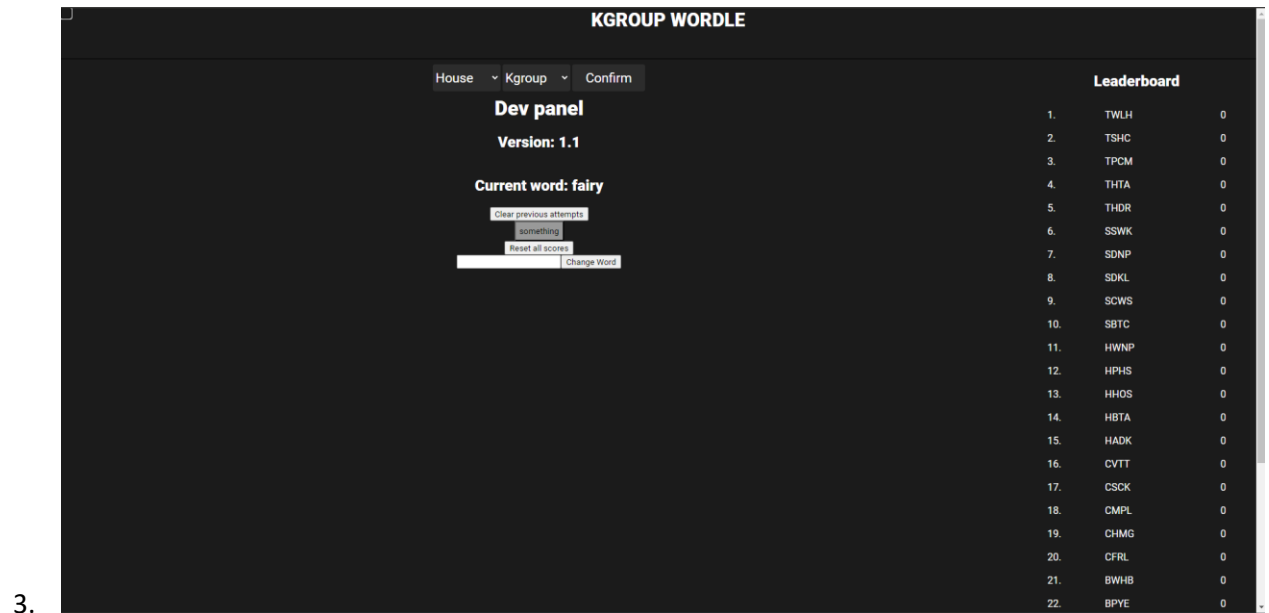 KGROUP WORDLE
House Kgroup Confirm
Dev panel
Version: 1.1
Current word: fairy
Clear previous attempts
something
Reset all scores
Change Word
Leaderboard
1. TWLH 0
2. TSHC 0
3. TPCM 0
4. THTA 0
5. THDR 0
6. SSWK 0
7. SDNP 0
8. SDKL 0
9. SCWS 0
10. SBTC 0
11. HWNP 0
12. HPHS 0
13. HHOS 0
14. HBTA 0
15. HADK 0
16. CVTT 0
17. CSCK 0
18. CMPL 0
19. CHMG 0
20. CFRL 0
21. BWHB 0
22. BPYE 0
3.